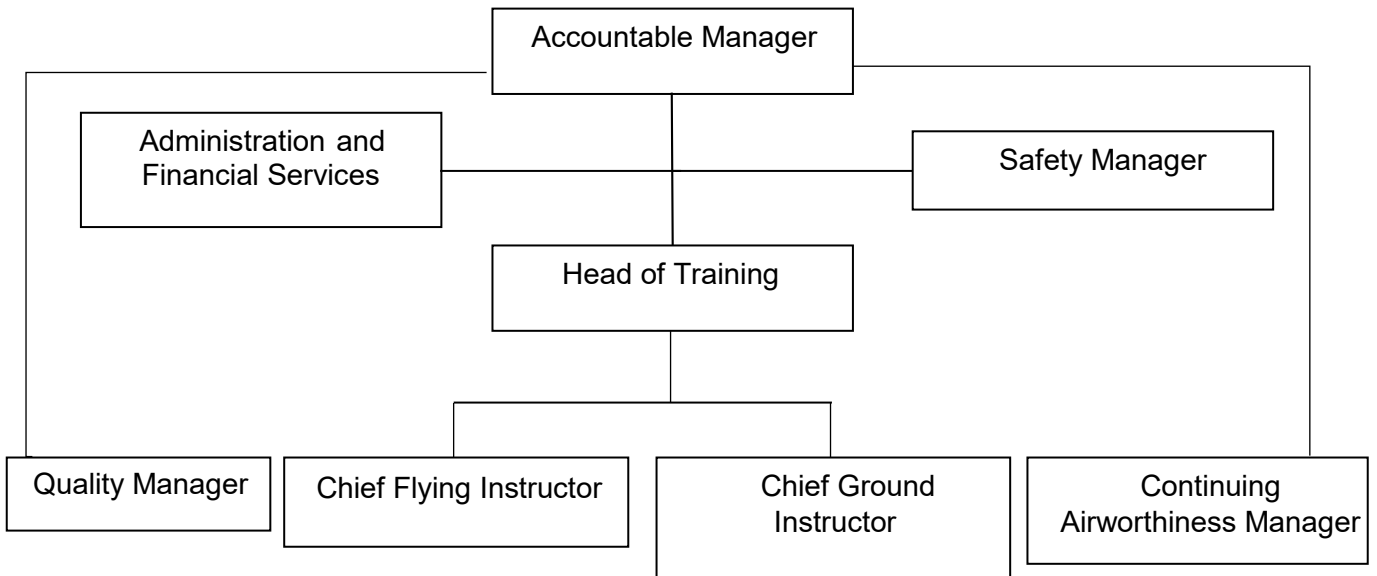 Accountable Manager
Administration and
Financial Services
Safety Manager
Head of Training
Quality Manager
Chief Flying Instructor
Chief Ground
Instructor
Continuing
Airworthiness Manager